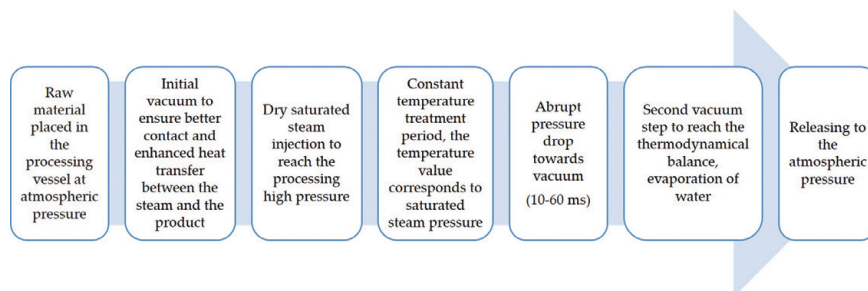 Raw
material
placed in
the
processing
vessel at
atmospheric
pressure
Initial
vacuum to
ensure better
contact and
enhanced heat
transfer
between the
steam and the
product
Dry saturated
steam
injection to
reach the
processing
high pressure
Constant
temperature
treatment
period, the
temperature
value
corresponds to
saturated
steam pressure
Abrupt
pressure
drop
towards
vacuum
(10-60 ms)
Second vacuum
step to reach the
thermodynamical
balance,
evaporation of
water
Releasing to
the
atmospheric
pressure